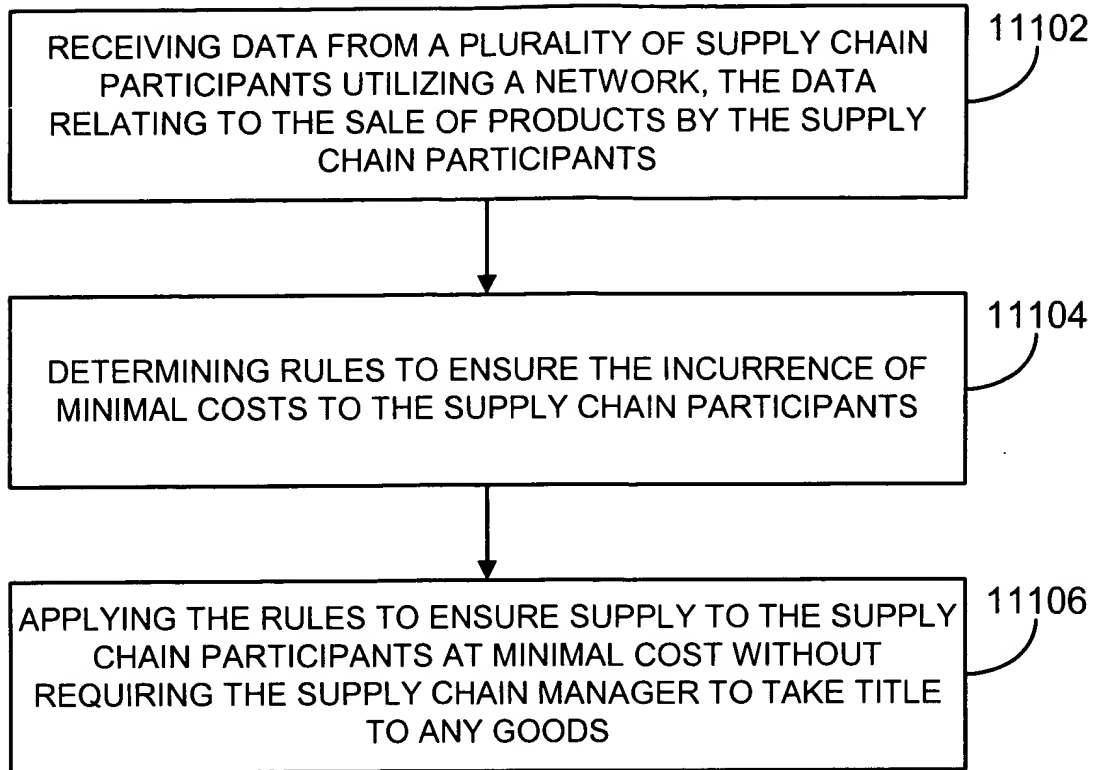 RECEIVING DATA FROM A PLURALITY OF SUPPLY CHAIN
PARTICIPANTS UTILIZING A NETWORK, THE DATA
RELATING TO THE SALE OF PRODUCTS BY THE SUPPLY
CHAIN PARTICIPANTS
11102
DETERMINING RULES TO ENSURE THE INCURRENCE OF
MINIMAL COSTS TO THE SUPPLY CHAIN PARTICIPANTS
11104
APPLYING THE RULES TO ENSURE SUPPLY TO THE SUPPLY
CHAIN PARTICIPANTS AT MINIMAL COST WITHOUT
REQUIRING THE SUPPLY CHAIN MANAGER TO TAKE TITLE
TO ANY GOODS
11106